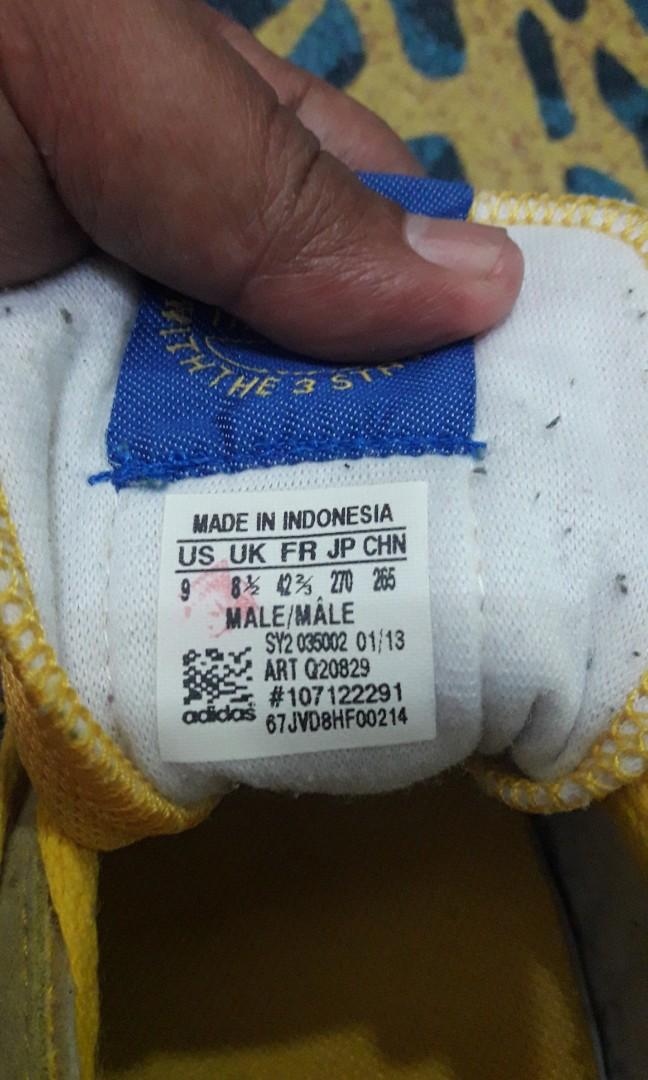 THE 3 ST
MADE IN INDONESIA
US UK FR JP CHN
9 8½ 42⅔ 270 265
MALE/MÂLE
SY2 035002 01/13
ART Q20829
#107122291
adidas 67JVD8HF00214